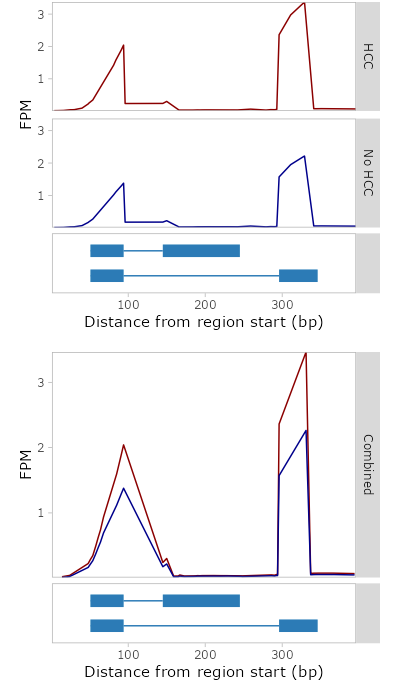 3
2
1
HCC
FPM
3
2
1
No HCC
100 200 300
Distance from region start (bp)
3
2
1
FPM
Combined
100 200 300
Distance from region start (bp)